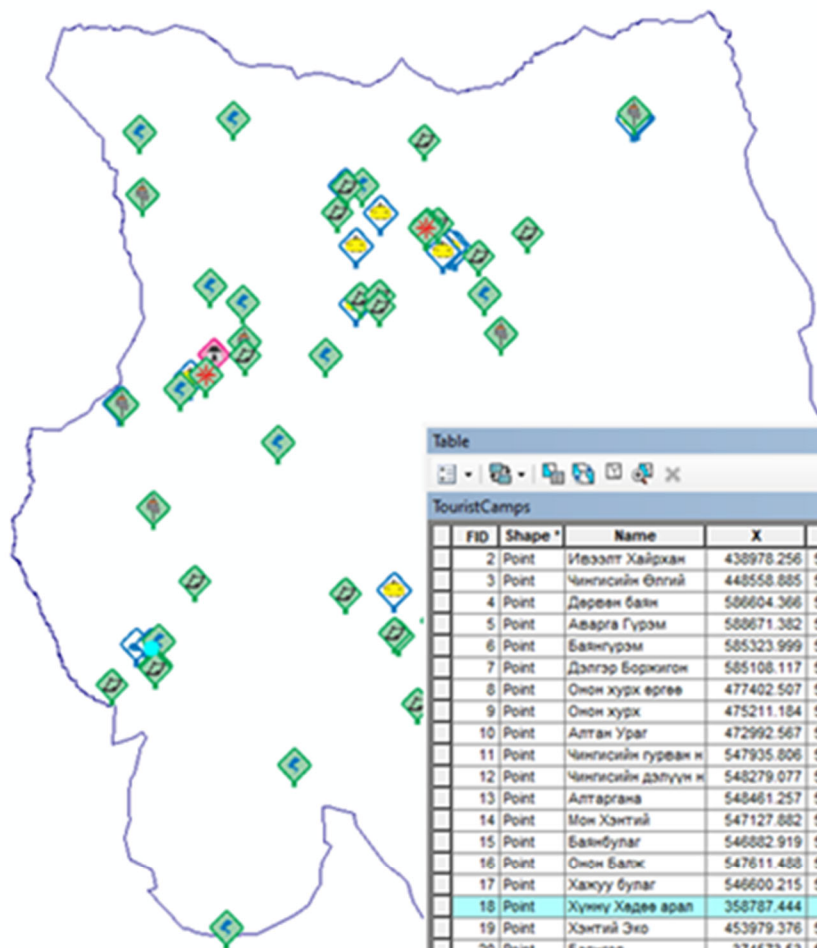 Table
TouristCamps
FID Shape * Name X
2 Point Ивээлт Хайрхан 438978.256
3 Point Чингисийн Өлгий 448558.885
4 Point Дөрвөн баян 586604.366
5 Point Аварга Гүрэм 588671.382
6 Point Баянгүрэм 585323.999
7 Point Дэлгэр Боржигон 585108.117
8 Point Онон хурх өргөө 477402.507
9 Point Онон хурх 475211.184
10 Point Алтан Ураг 472992.567
11 Point Чингисийн гурван н 547935.806
12 Point Чингисийн дэлүүн н 548279.077
13 Point Алтаргана 548461.257
14 Point Мон Хэнтий 547127.882
15 Point Баянбулаг 546882.919
16 Point Онон Балж 547611.488
17 Point Хажуу булаг 546600.215
18 Point Хүннү Хөдөө арал 358787.444
19 Point Хэнтий Эко 453979.376